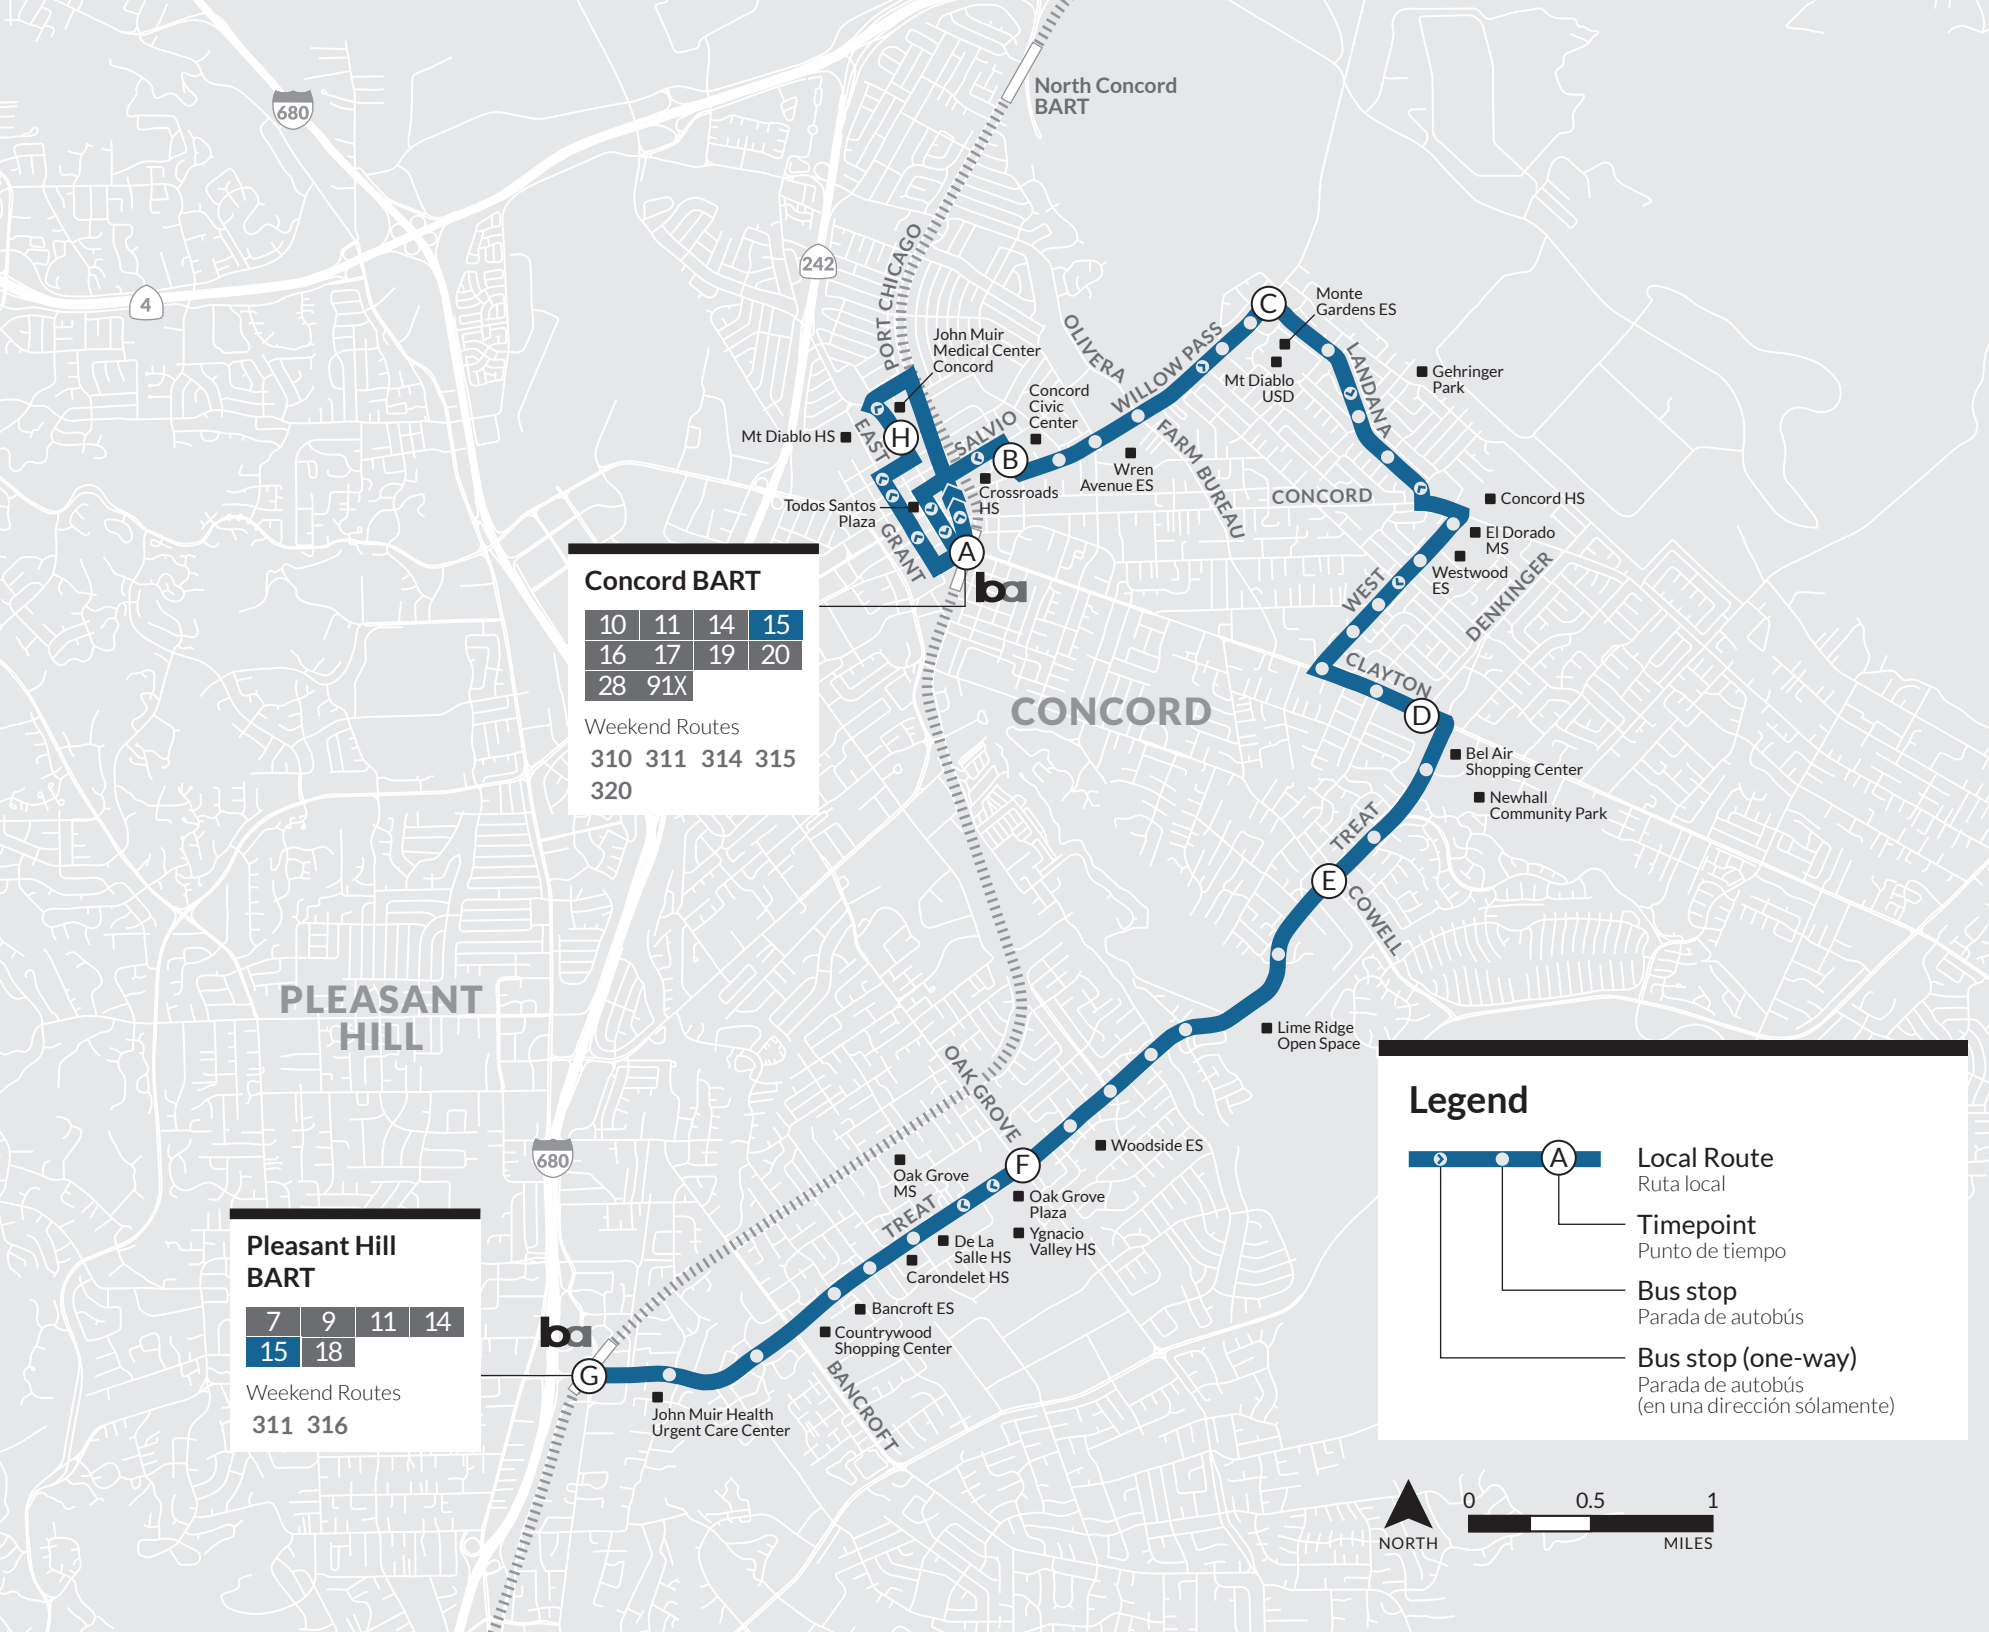 680
4
242
North Concord
BART
PORT CHICAGO
John Muir
Medical Center
Concord
OLIVERA
WILLOW PASS
C
Monte
Gardens ES
Mt Diablo
USD
LANDANA
Gehringer
Park
Concord
Civic
Center
SALVIO
B
H
EAST
Mt Diablo HS
Wren
Avenue ES
FARM BUREAU
CONCORD
Crossroads
HS
Todos Santos
Plaza
GRANT
A
ba
Concord HS
El Dorado
MS
Westwood
ES
WEST
DENKINGER
CLAYTON
D
CONCORD
Bel Air
Shopping Center
Newhall
Community Park
TREAT
E
COWELL
Concord BART
10 11 14 15
16 17 19 20
28 91X
Weekend Routes
310 311 314 315
320
PLEASANT
HILL
Lime Ridge
Open Space
OAK GROVE
680
F
Woodside ES
Oak Grove
MS
TREAT
Oak Grove
Plaza
Ygnacio
Valley HS
De La
Salle HS
Carondelet HS
Bancroft ES
Countrywood
Shopping Center
BANCROFT
ba
G
John Muir Health
Urgent Care Center
Pleasant Hill
BART
7 9 11 14
15 18
Weekend Routes
311 316
Legend
A
Local Route
Ruta local
Timepoint
Punto de tiempo
Bus stop
Parada de autobús
Bus stop (one-way)
Parada de autobús
(en una dirección sólamente)
NORTH
0 0.5 1
MILES